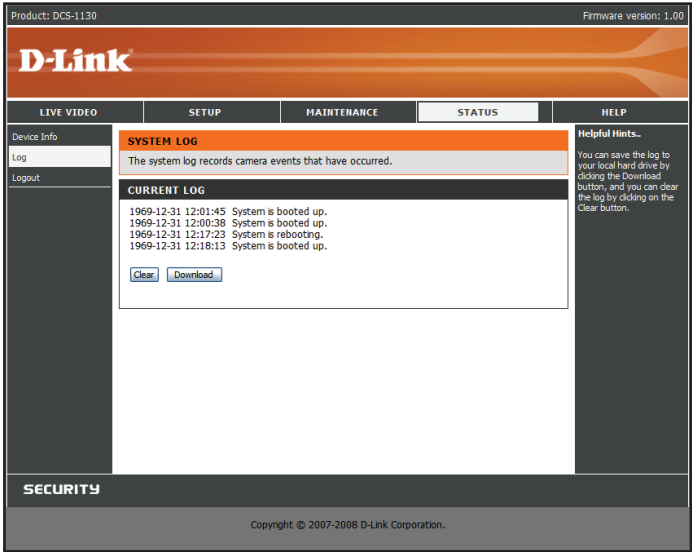 Product: DCS-1130
Firmware version: 1.00
D-Link
LIVE VIDEO
SETUP
MAINTENANCE
STATUS
HELP
Device Info
Log
Logout
SYSTEM LOG
The system log records camera events that have occurred.
CURRENT LOG
1969-12-31 12:01:45 System is booted up.
1969-12-31 12:00:38 System is booted up.
1969-12-31 12:17:23 System is rebooting.
1969-12-31 12:18:13 System is booted up.
Clear
Download
Helpful Hints..
You can save the log to
your local hard drive by
clicking the Download
button, and you can clear
the log by clicking on the
Clear button.
SECURITY
Copyright © 2007-2008 D-Link Corporation.